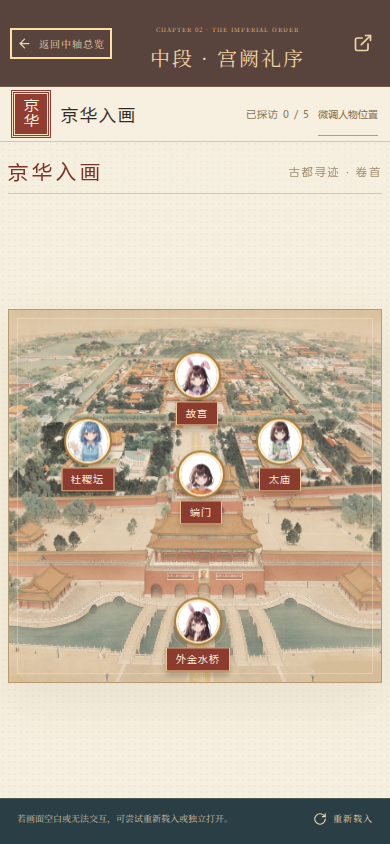 CHAPTER 02 · THE IMPERIAL ORDER
返回中轴总览
中段 · 宫阙礼序
京华
京华入画
已探访 0 / 5 微调人物位置
京华入画
古都寻迹 · 卷首
故宫
社稷坛
太庙
端门
外金水桥
若画面空白或无法交互，可尝试重新载入或独立打开。
重新载入